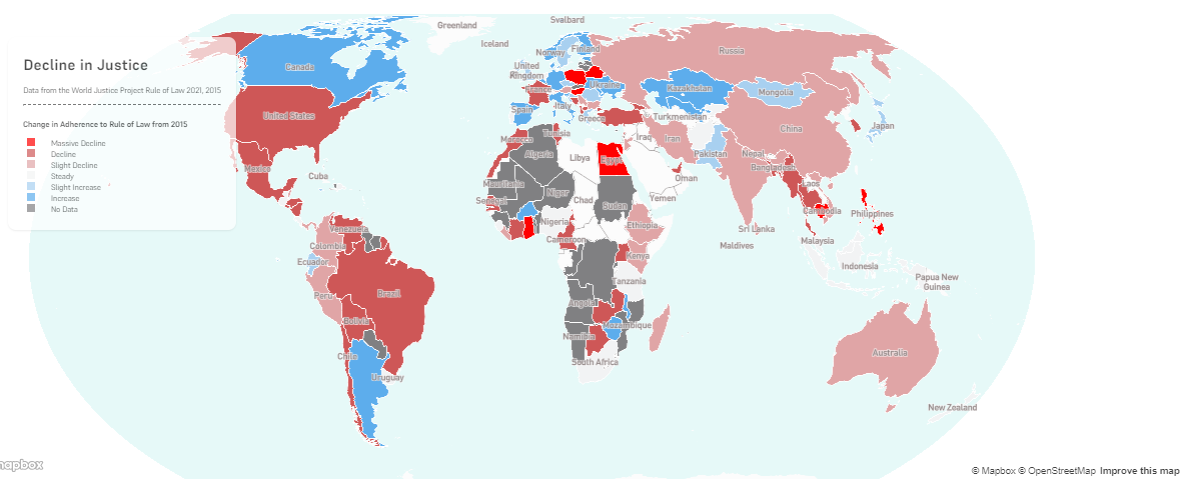 Decline in Justice
Data from the World Justice Project Rule of Law 2021, 2015
Change in Adherence to Rule of Law from 2015
Massive Decline
Decline
Slight Decline
Steady
Slight Increase
Increase
No Data
Greenland
Svalbard
Iceland
Norway
Finland
Russia
Canada
United
Kingdom
France
Ukraine
Kazakhstan
Mongolia
Spain
Italy
Greece
Turkmenistan
China
Japan
United States
Morocco
Tunisia
Algeria
Libya
Egypt
Iraq
Iran
Pakistan
Nepal
Bangladesh
Laos
Mexico
Cuba
Mauritania
Senegal
Niger
Chad
Sudan
Oman
Yemen
Nigeria
Cameroon
Ethiopia
Kenya
Sri Lanka
Maldives
Cambodia
Philippines
Malaysia
Indonesia
Papua New
Guinea
Venezuela
Colombia
Ecuador
Peru
Brazil
Bolivia
Chile
Uruguay
Tanzania
Angola
Mozambique
Namibia
South Africa
Australia
New Zealand
mapbox
© Mapbox © OpenStreetMap Improve this map